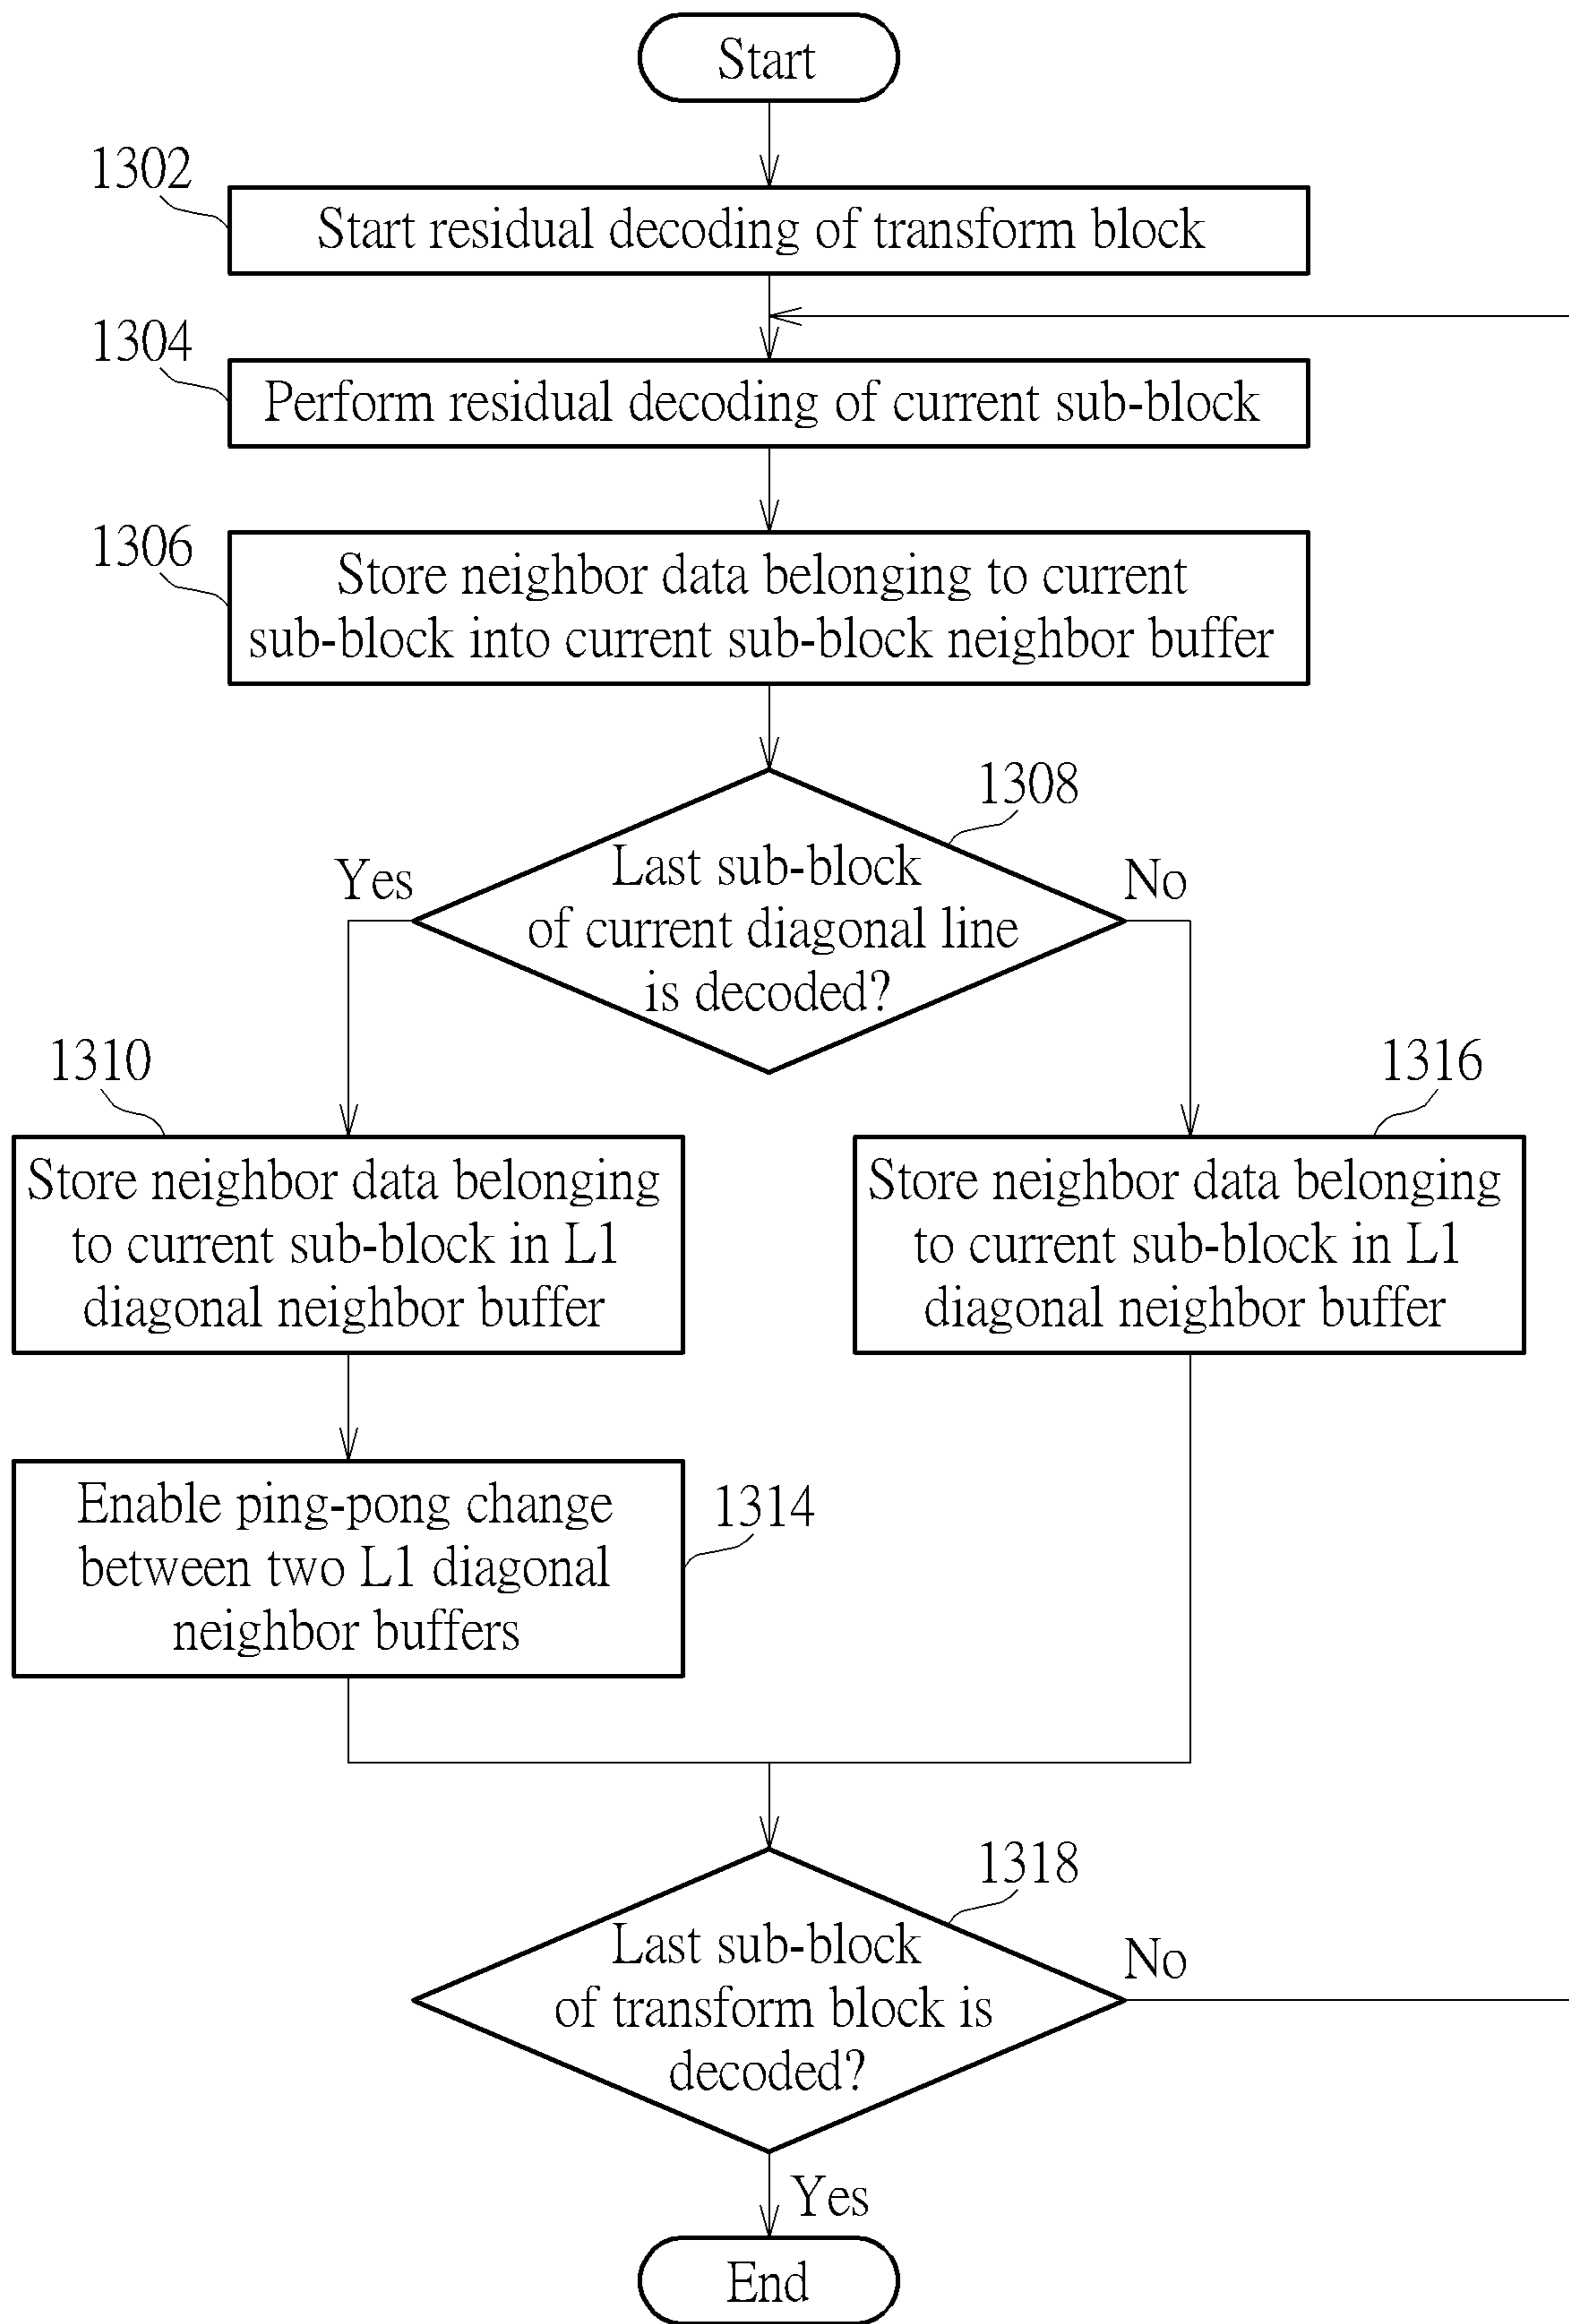 Start
1302
Start residual decoding of transform block
1304
Perform residual decoding of current sub-block
1306
Store neighbor data belonging to current
sub-block into current sub-block neighbor buffer
1308
Yes
No
Last sub-block
of current diagonal line
is decoded?
1310
1316
Store neighbor data belonging
to current sub-block in L1
diagonal neighbor buffer
Store neighbor data belonging
to current sub-block in L1
diagonal neighbor buffer
Enable ping-pong change
between two L1 diagonal
neighbor buffers
1314
1318
Last sub-block
of transform block is
decoded?
No
Yes
End